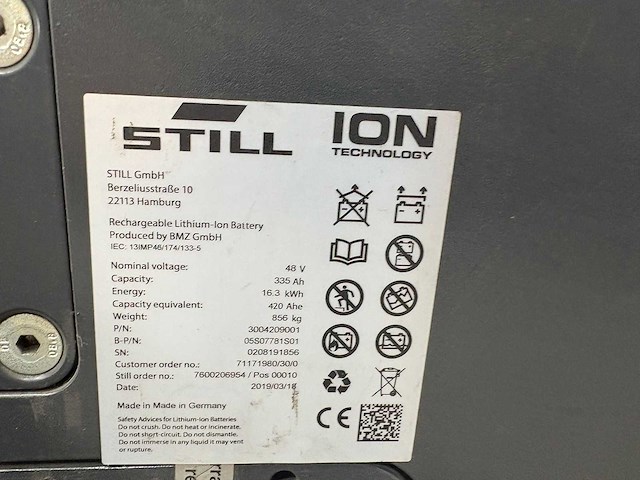 STILL
ION
TECHNOLOGY
STILL GmbH
Berzeliusstraße 10
22113 Hamburg
Rechargeable Lithium-Ion Battery
Produced by BMZ GmbH
IEC: 13IMP48/174/133-5
Nominal voltage: 48 V
Capacity: 335 Ah
Energy: 16.3 kWh
Capacity equivalent: 420 Ahe
Weight: 856 kg
P/N: 3004209001
B-P/N: 05S07781S01
SN: 0208191856
Customer order no.: 71171980/30/0
Still order no.: 7600206954 / Pos 00010
Date: 2019/03/18
Made in Made in Germany
Safety Advices for Lithium-Ion Batteries
Do not crush. Do not heat or incinerate.
Do not short-circuit. Do not dismantle.
Do not immerse in any liquid it may vent
or rupture.
CE